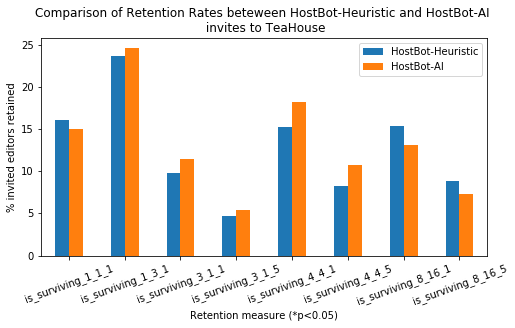 Comparison of Retention Rates beteween HostBot-Heuristic and HostBot-AI
invites to TeaHouse
HostBot-Heuristic
HostBot-AI
% invited editors retained
25
20
15
10
5
0
is_surviving_1_1_1
is_surviving_1_3_1
is_surviving_3_1_1
is_surviving_3_1_5
is_surviving_4_4_1
is_surviving_4_4_5
is_surviving_8_16_1
is_surviving_8_16_5
Retention measure (*p<0.05)